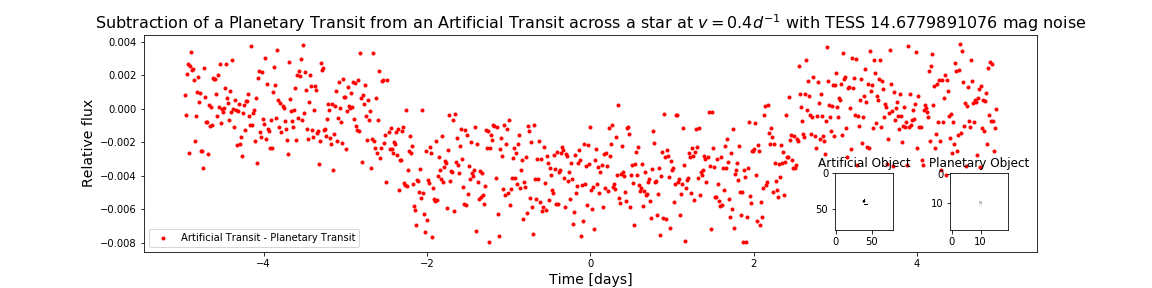 Subtraction of a Planetary Transit from an Artificial Transit across a star at v = 0.4d⁻¹ with TESS 14.6779891076 mag noise
0.004
0.002
0.000
−0.002
−0.004
−0.006
−0.008
Relative flux
Artificial Transit - Planetary Transit
Artificial Object
0
50
0 50
Planetary Object
0
10
0 10
−4 −2 0 2 4
Time [days]